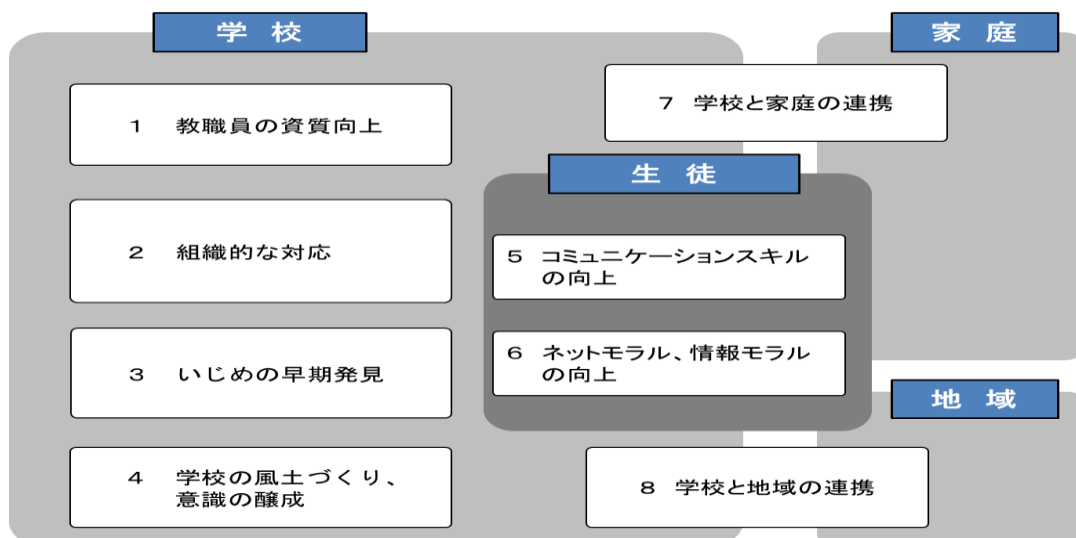 学 校
1 教職員の資質向上
2 組織的な対応
3 いじめの早期発見
4 学校の風土づくり、
意識の醸成
生 徒
5 コミュニケーションスキル
の向上
6 ネットモラル、情報モラル
の向上
家 庭
7 学校と家庭の連携
地 域
8 学校と地域の連携